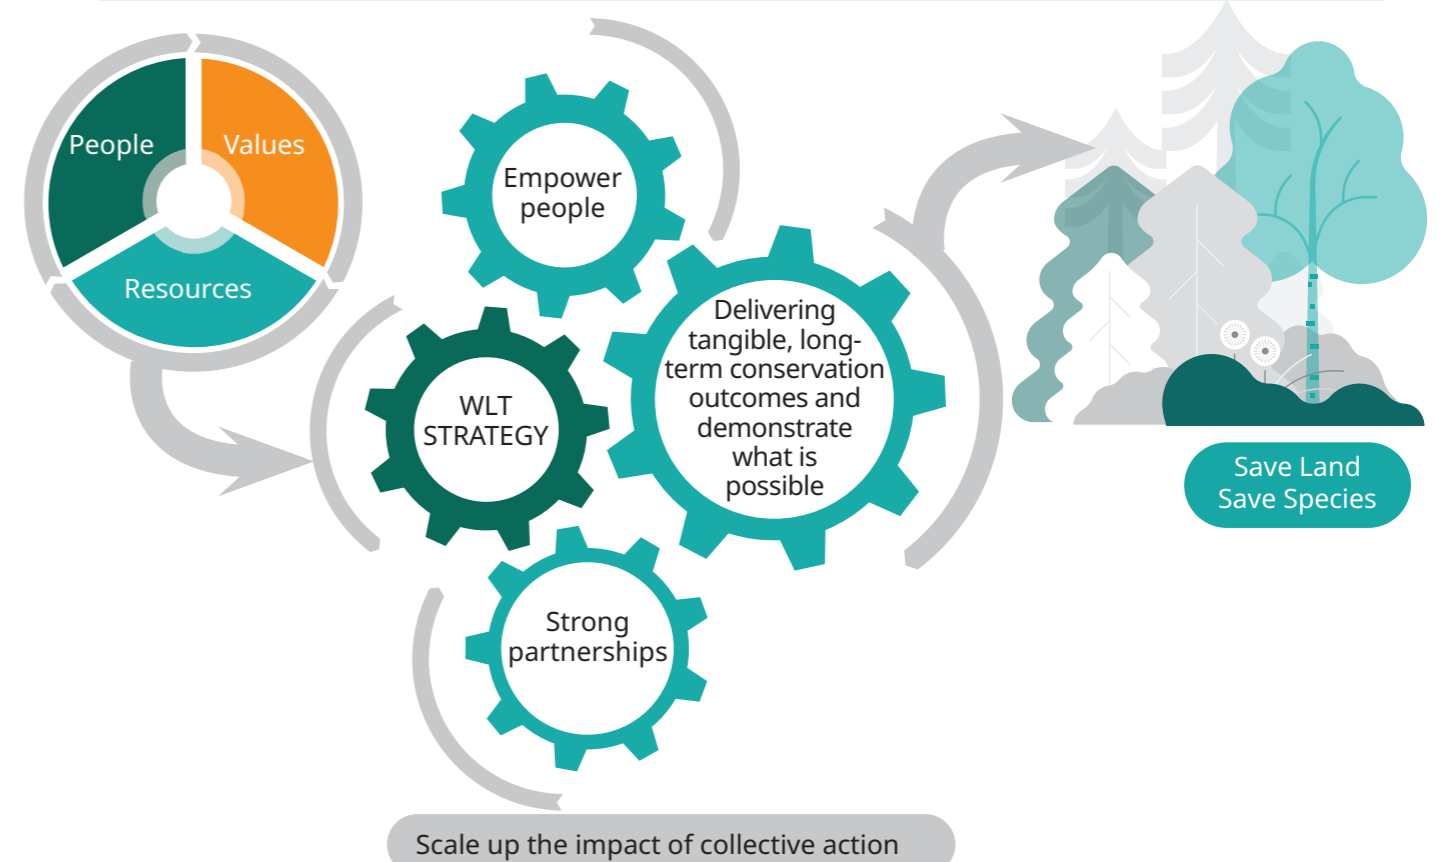 People
Values
Resources
Empower
people
WLT
STRATEGY
Delivering
tangible, long-
term conservation
outcomes and
demonstrate
what is
possible
Strong
partnerships
Save Land
Save Species
Scale up the impact of collective action